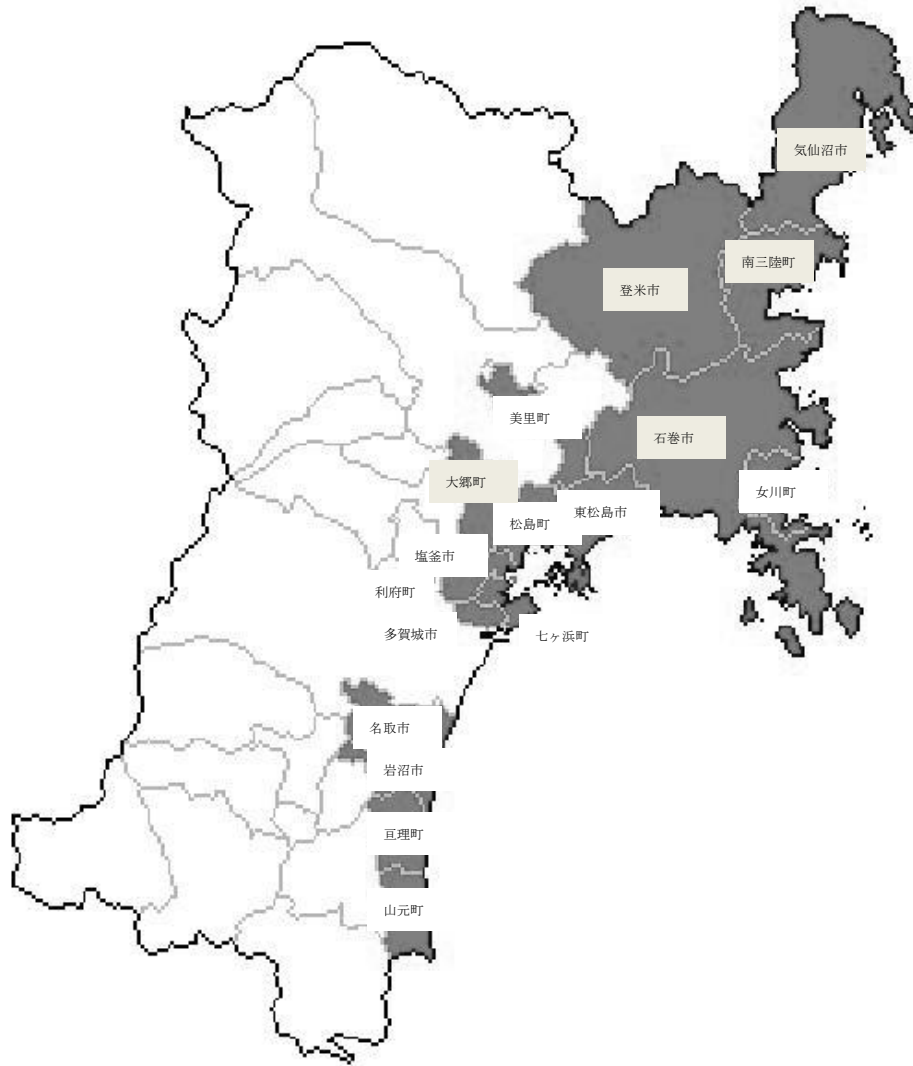 気仙沼市
南三陸町
登米市
美里町
石巻市
大郷町
女川町
松島町
東松島市
塩釜市
利府町
多賀城市
七ヶ浜町
名取市
岩沼市
亘理町
山元町